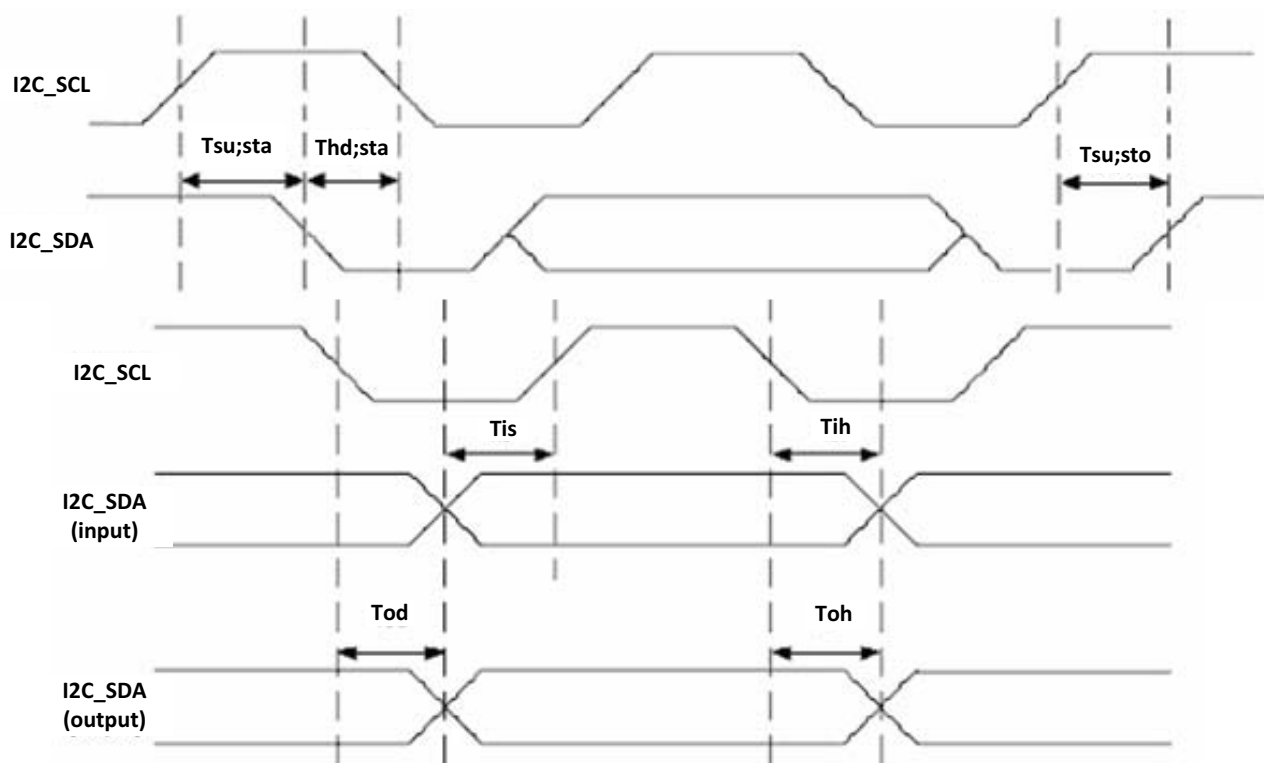 I2C_SCL
Tsu;sta
Thd;sta
Tsu;sto
I2C_SDA
I2C_SCL
Tis
Tih
I2C_SDA
(input)
Tod
Toh
I2C_SDA
(output)